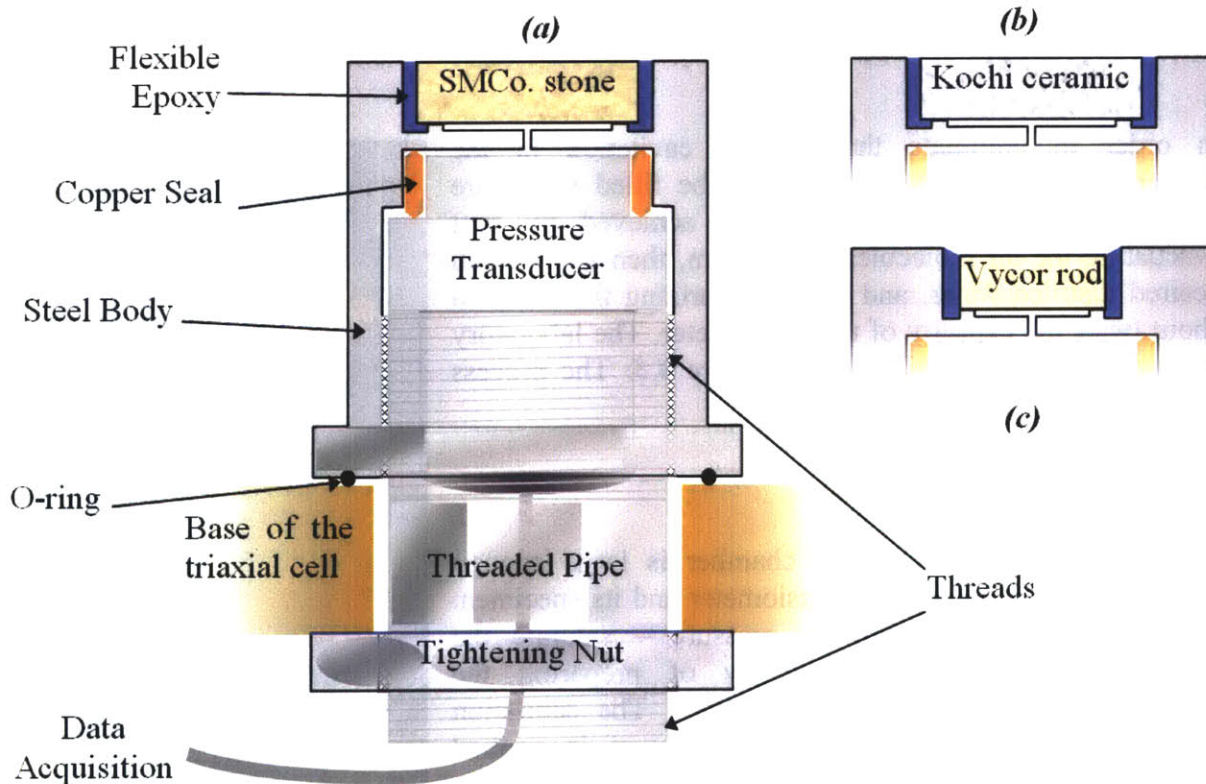 (a)
(b)
Flexible
Epoxy
SMCo. stone
Kochi ceramic
Copper Seal
Pressure
Transducer
Vycor rod
Steel Body
(c)
O-ring
Base of the
triaxial cell
Threaded Pipe
Threads
Tightening Nut
Data
Acquisition